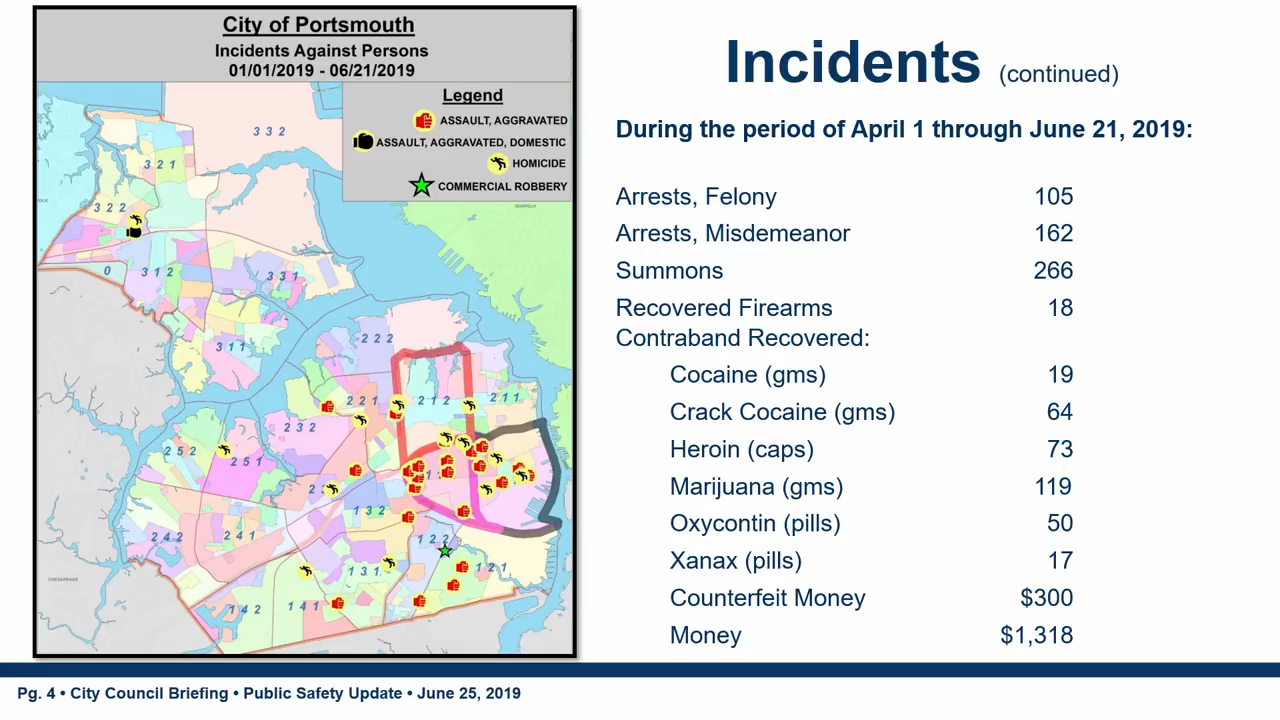 City of Portsmouth
Incidents Against Persons
01/01/2019 - 06/21/2019
Legend
ASSAULT, AGGRAVATED
ASSAULT, AGGRAVATED, DOMESTIC
HOMICIDE
COMMERCIAL ROBBERY
332
321
322
NORFOLK
0
312
331
311
222
221
212
211
232
252
251
132
122
242
241
131
121
CHESAPEAKE
142
141
Incidents (continued)
During the period of April 1 through June 21, 2019:
Arrests, Felony 105
Arrests, Misdemeanor 162
Summons 266
Recovered Firearms 18
Contraband Recovered:
Cocaine (gms) 19
Crack Cocaine (gms) 64
Heroin (caps) 73
Marijuana (gms) 119
Oxycontin (pills) 50
Xanax (pills) 17
Counterfeit Money $300
Money $1,318
Pg. 4 • City Council Briefing • Public Safety Update • June 25, 2019